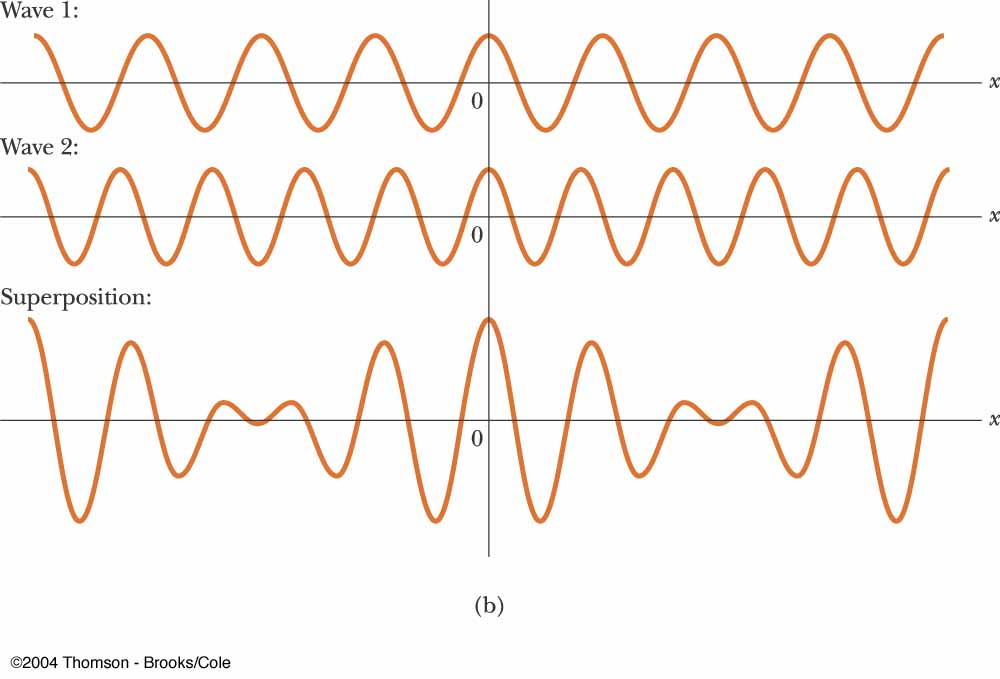 Wave 1:
x
0
Wave 2:
x
0
Superposition:
x
0
(b)
©2004 Thomson - Brooks/Cole